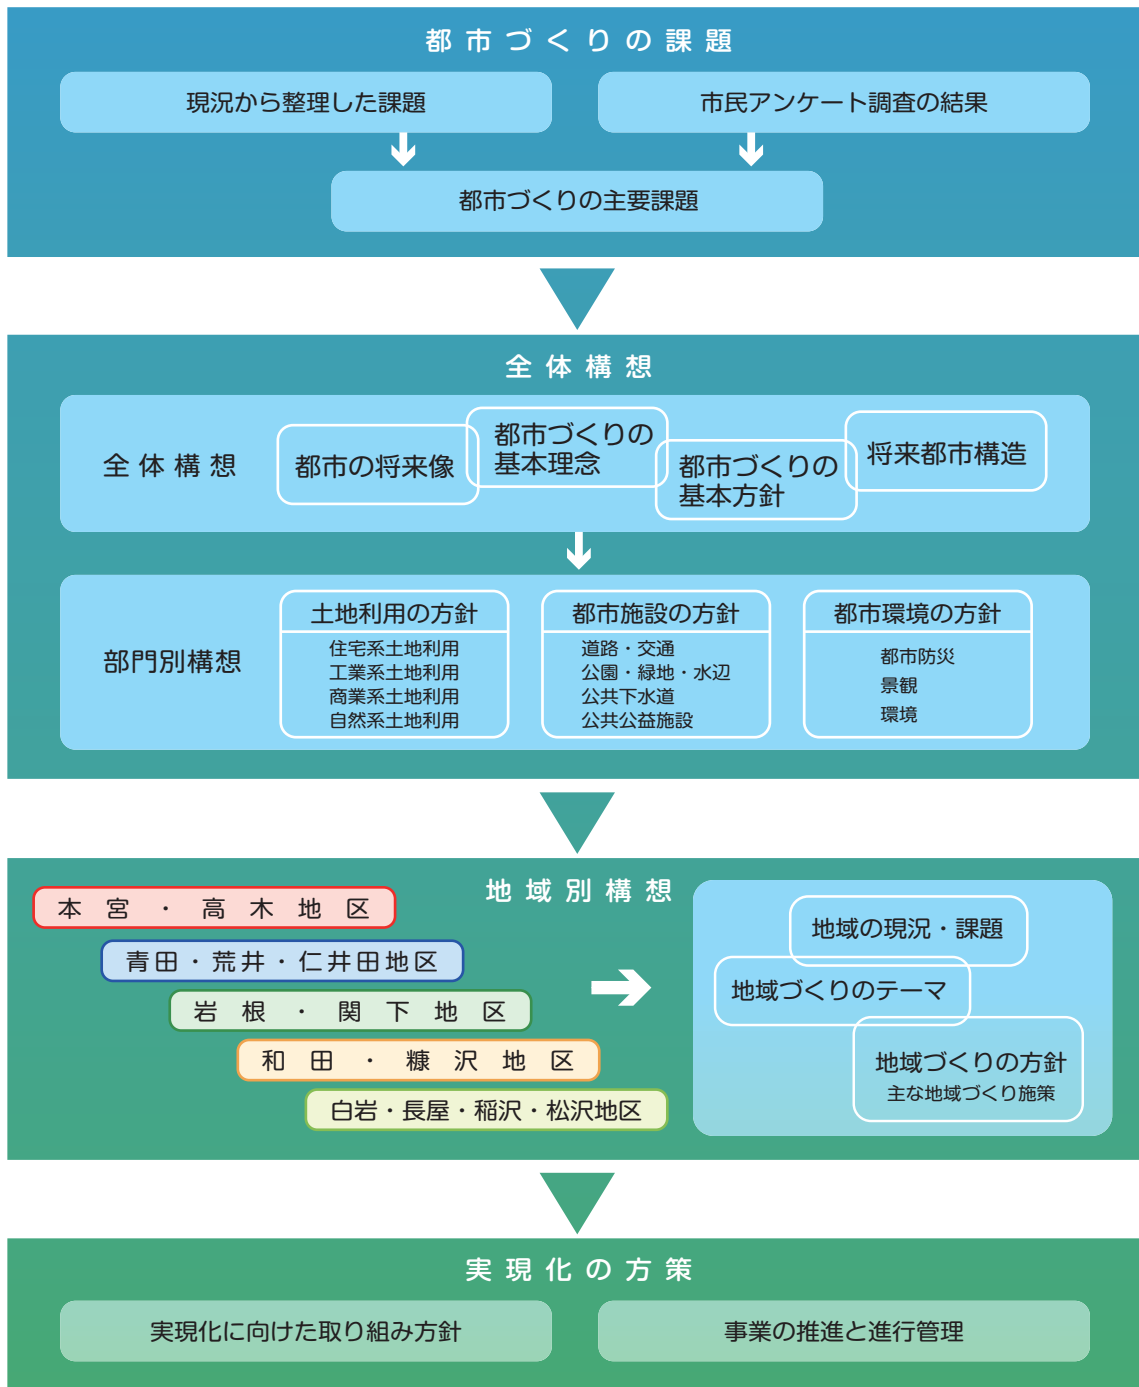 都市づくりの課題
現況から整理した課題
市民アンケート調査の結果
都市づくりの主要課題
全体構想
全体構想
都市の将来像
都市づくりの
基本理念
都市づくりの
基本方針
将来都市構造
部門別構想
土地利用の方針
住宅系土地利用
工業系土地利用
商業系土地利用
自然系土地利用
都市施設の方針
道路・交通
公園・緑地・水辺
公共下水道
公共公益施設
都市環境の方針
都市防災
景観
環境
地域別構想
本宮・高木地区
青田・荒井・仁井田地区
岩根・関下地区
和田・糠沢地区
白岩・長屋・稲沢・松沢地区
地域の現況・課題
地域づくりのテーマ
地域づくりの方針
主な地域づくり施策
実現化の方策
実現化に向けた取り組み方針
事業の推進と進行管理